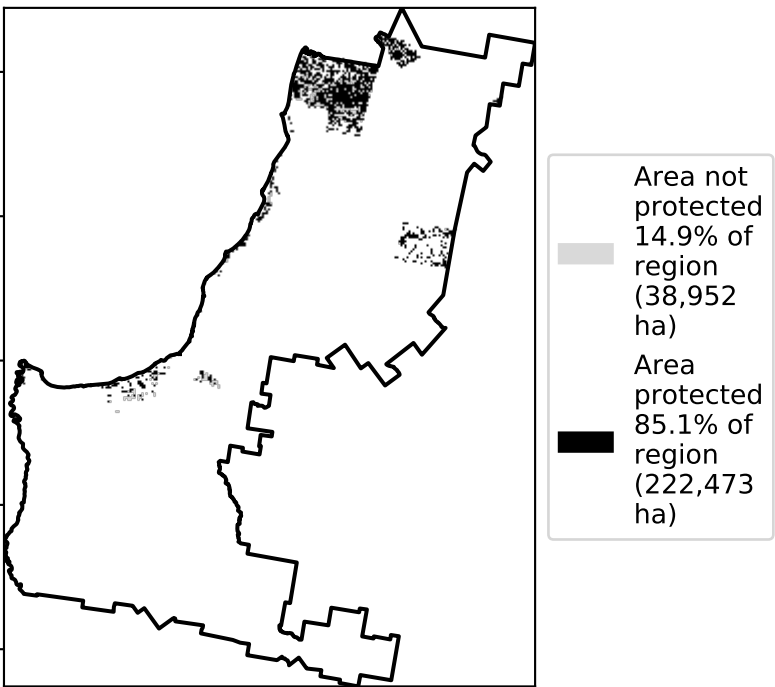 Area not
protected
14.9% of
region
(38,952
ha)
Area
protected
85.1% of
region
(222,473
ha)